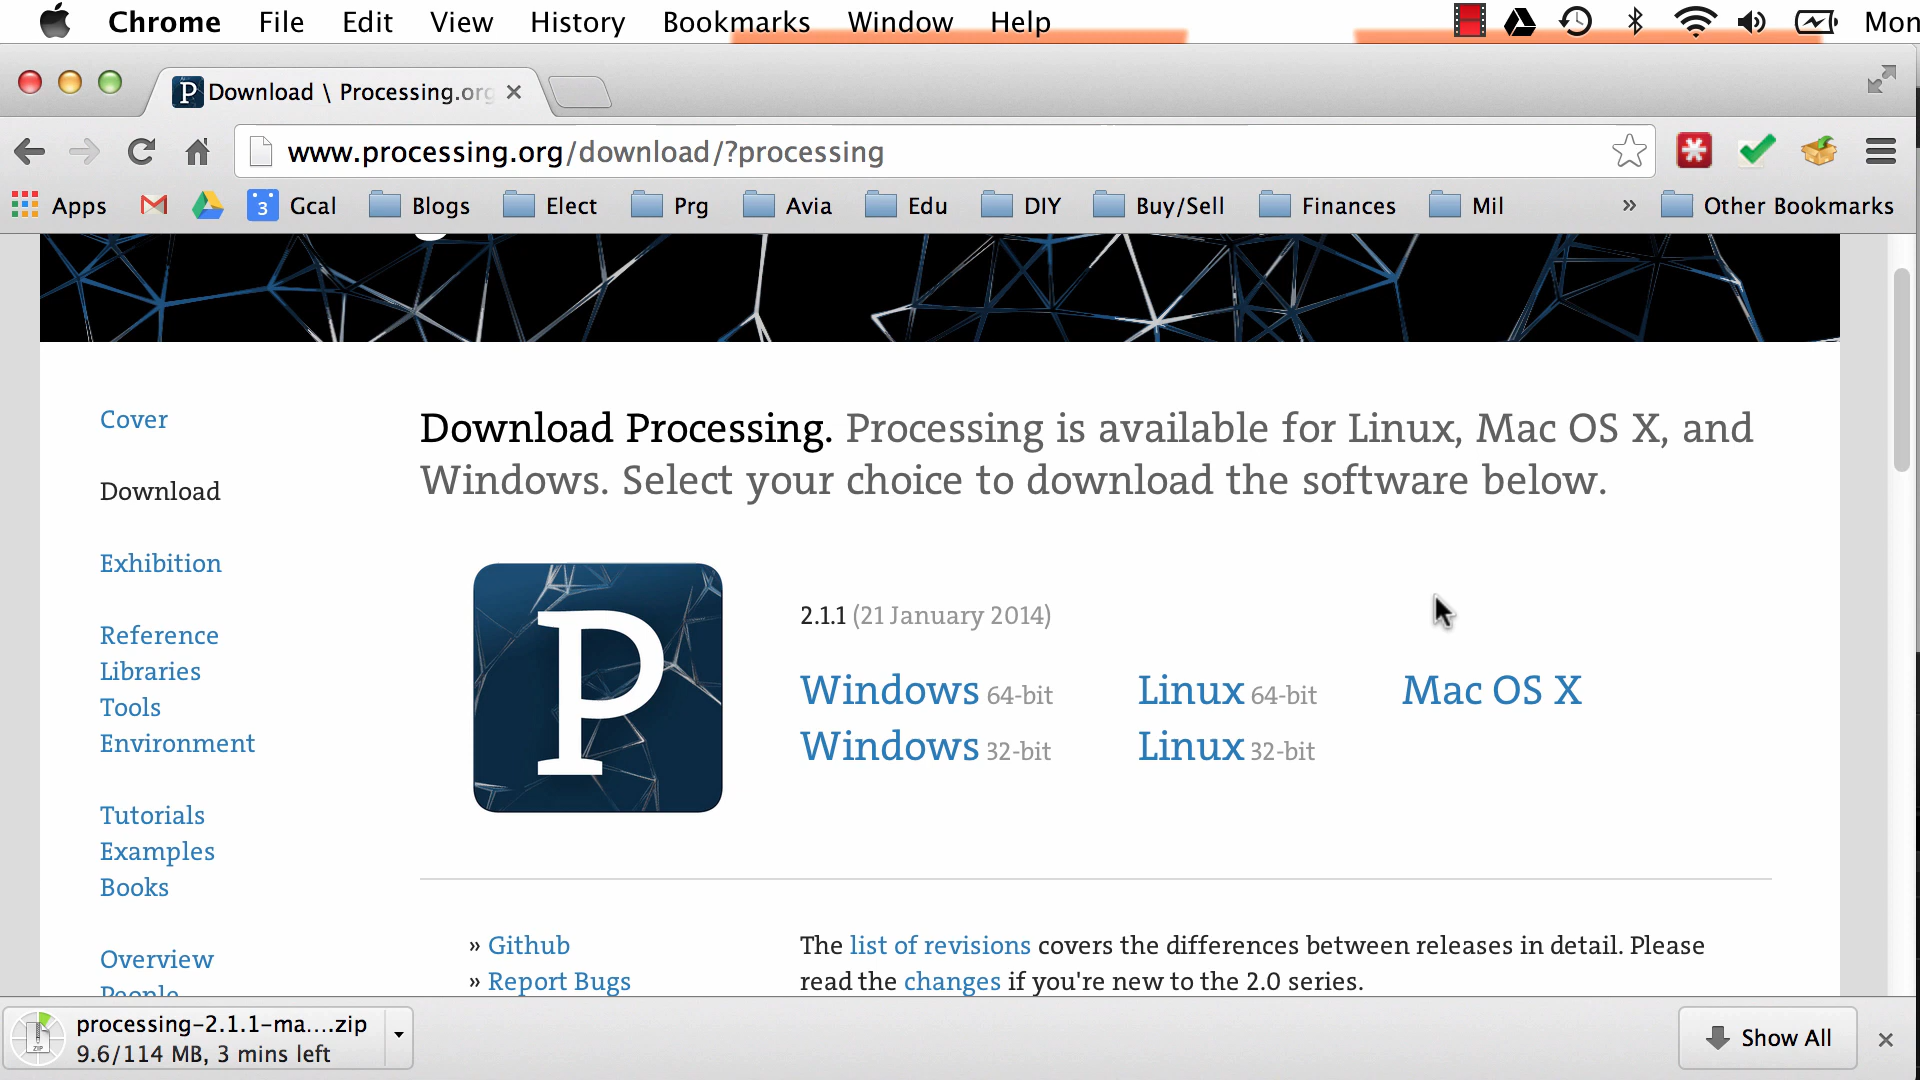 Chrome File Edit View History Bookmarks Window Help Mon
P Download \ Processing.org
www.processing.org/download/?processing
Apps 3 Gcal Blogs Elect Prg Avia Edu DIY Buy/Sell Finances Mil » Other Bookmarks
Cover
Download
Exhibition
Reference
Libraries
Tools
Environment
Tutorials
Examples
Books
Overview
People
Download Processing. Processing is available for Linux, Mac OS X, and
Windows. Select your choice to download the software below.
P
2.1.1 (21 January 2014)
Windows 64-bit Linux 64-bit Mac OS X
Windows 32-bit Linux 32-bit
» Github
» Report Bugs
The list of revisions covers the differences between releases in detail. Please
read the changes if you're new to the 2.0 series.
ZIP
processing-2.1.1-ma....zip
9.6/114 MB, 3 mins left
Show All